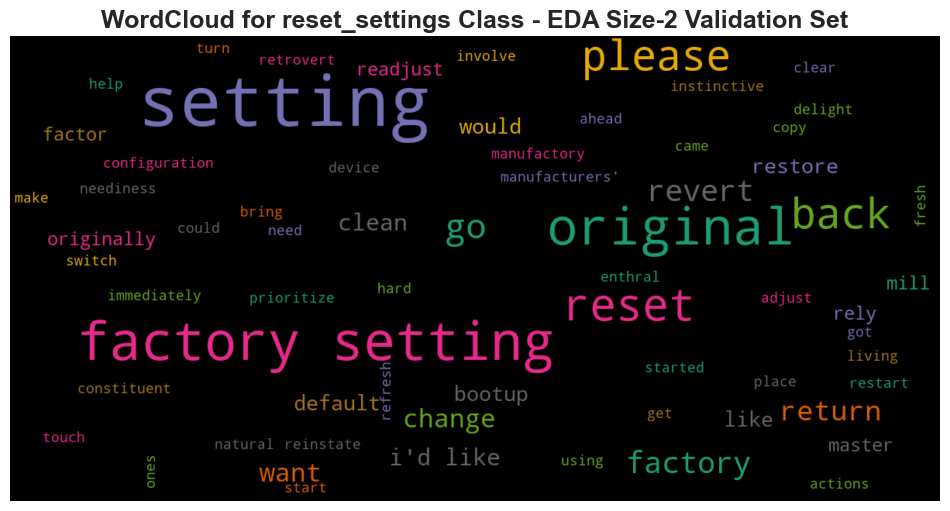 WordCloud for reset_settings Class - EDA Size-2 Validation Set
turn
retrovert
involve
please
help
setting
readjust
instinctive
clear
factor
would
ahead
delight
copy
configuration
manufactory
came
restore
device
manufacturers'
make
neediness
revert
fresh
bring
clean
go
original
back
originally
could
need
switch
enthral
mill
immediately
prioritize
hard
reset
adjust
rely
got
factory setting
living
started
constituent
refresh
bootup
place
restart
default
change
get
like
return
touch
natural reinstate
i'd like
master
ones
want
using
factory
start
actions